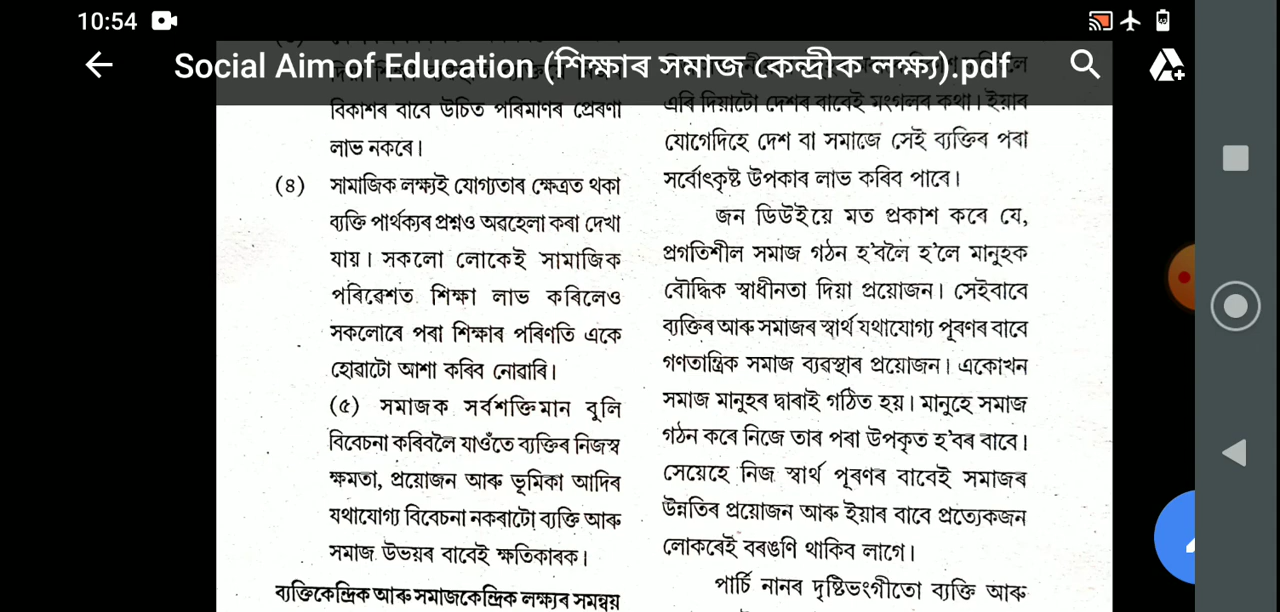 10:54
Social Aim of Education (শিক্ষাৰ সমাজ কেন্দ্ৰীক লক্ষ্য).pdf
বিকাশৰ বাবে উচিত পৰিমাণৰ প্ৰেৰণা
লাভ নকৰে।
(৪) সামাজিক লক্ষ্যই যোগ্যতাৰ ক্ষেত্ৰত থকা
ব্যক্তি পাৰ্থক্যৰ প্ৰশ্নও অৱহেলা কৰা দেখা
যায়। সকলো লোকেই সামাজিক
পৰিৱেশত শিক্ষা লাভ কৰিলেও
সকলোৰে পৰা শিক্ষাৰ পৰিণতি একে
হোৱাটো আশা কৰিব নোৱাৰি।
(৫) সমাজক সৰ্বশক্তিমান বুলি
বিবেচনা কৰিবলৈ যাওঁতে ব্যক্তিৰ নিজস্ব
ক্ষমতা, প্ৰয়োজন আৰু ভূমিকা আদিৰ
যথাযোগ্য বিবেচনা নকৰাটো ব্যক্তি আৰু
সমাজ উভয়ৰ বাবেই ক্ষতিকাৰক।
ব্যক্তিকেন্দ্ৰিক আৰু সমাজকেন্দ্ৰিক লক্ষ্যৰ সমন্বয়
এৰি দিয়াটো দেশৰ বাবেই মংগলৰ কথা। ইয়াৰ
যোগেদিহে দেশ বা সমাজে সেই ব্যক্তিৰ পৰা
সৰ্বোৎকৃষ্ট উপকাৰ লাভ কৰিব পাৰে।
জন ডিউইয়ে মত প্ৰকাশ কৰে যে,
প্ৰগতিশীল সমাজ গঠন হ'বলৈ হ'লে মানুহক
বৌদ্ধিক স্বাধীনতা দিয়া প্ৰয়োজন। সেইবাবে
ব্যক্তিৰ আৰু সমাজৰ স্বাৰ্থ যথাযোগ্য পূৰণৰ বাবে
গণতান্ত্ৰিক সমাজ ব্যৱস্থাৰ প্ৰয়োজন। একোখন
সমাজ মানুহৰ দ্বাৰাই গঠিত হয়। মানুহে সমাজ
গঠন কৰে নিজে তাৰ পৰা উপকৃত হ'বৰ বাবে।
সেয়েহে নিজ স্বাৰ্থ পূৰণৰ বাবেই সমাজৰ
উন্নতিৰ প্ৰয়োজন আৰু ইয়াৰ বাবে প্ৰত্যেকজন
লোকৰেই বৰঙণি থাকিব লাগে।
পাৰ্চি নানৰ দৃষ্টিভংগীতো ব্যক্তি আৰু